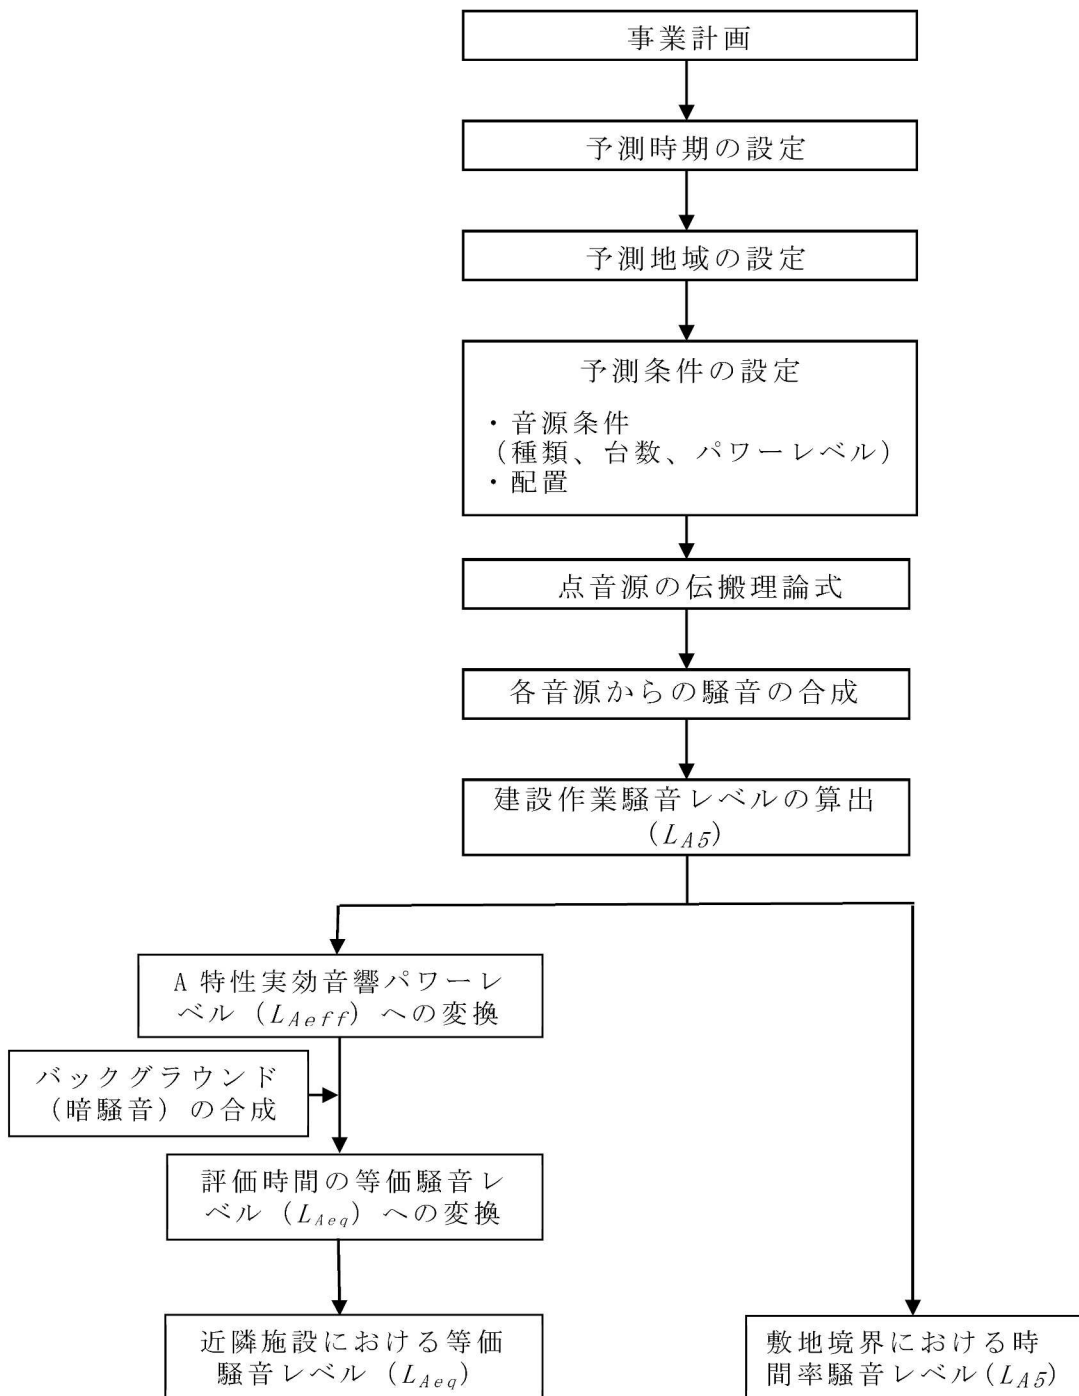 事業計画
予測時期の設定
予測地域の設定
予測条件の設定
・音源条件
（種類、台数、パワーレベル）
・配置
点音源の伝搬理論式
各音源からの騒音の合成
建設作業騒音レベルの算出
(LA5)
A 特性実効音響パワーレ
ベル（LAeff）への変換
バックグラウンド
（暗騒音）の合成
評価時間の等価騒音レ
ベル（LAeq）への変換
近隣施設における等価
騒音レベル（LAeq）
敷地境界における時
間率騒音レベル(LA5)